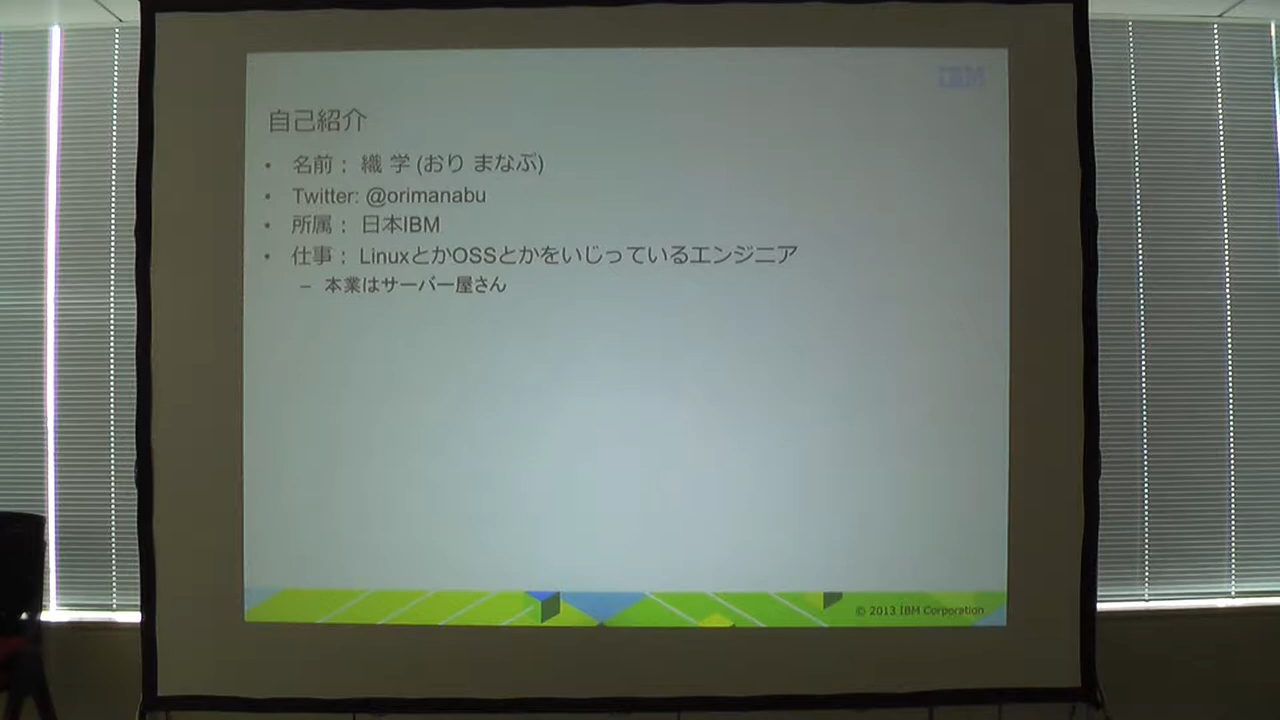 IBM
自己紹介
• 名前： 織 学 (おり まなぶ)
• Twitter: @orimanabu
• 所属： 日本IBM
• 仕事： LinuxとかOSSとかをいじっているエンジニア
– 本業はサーバー屋さん
© 2013 IBM Corporation